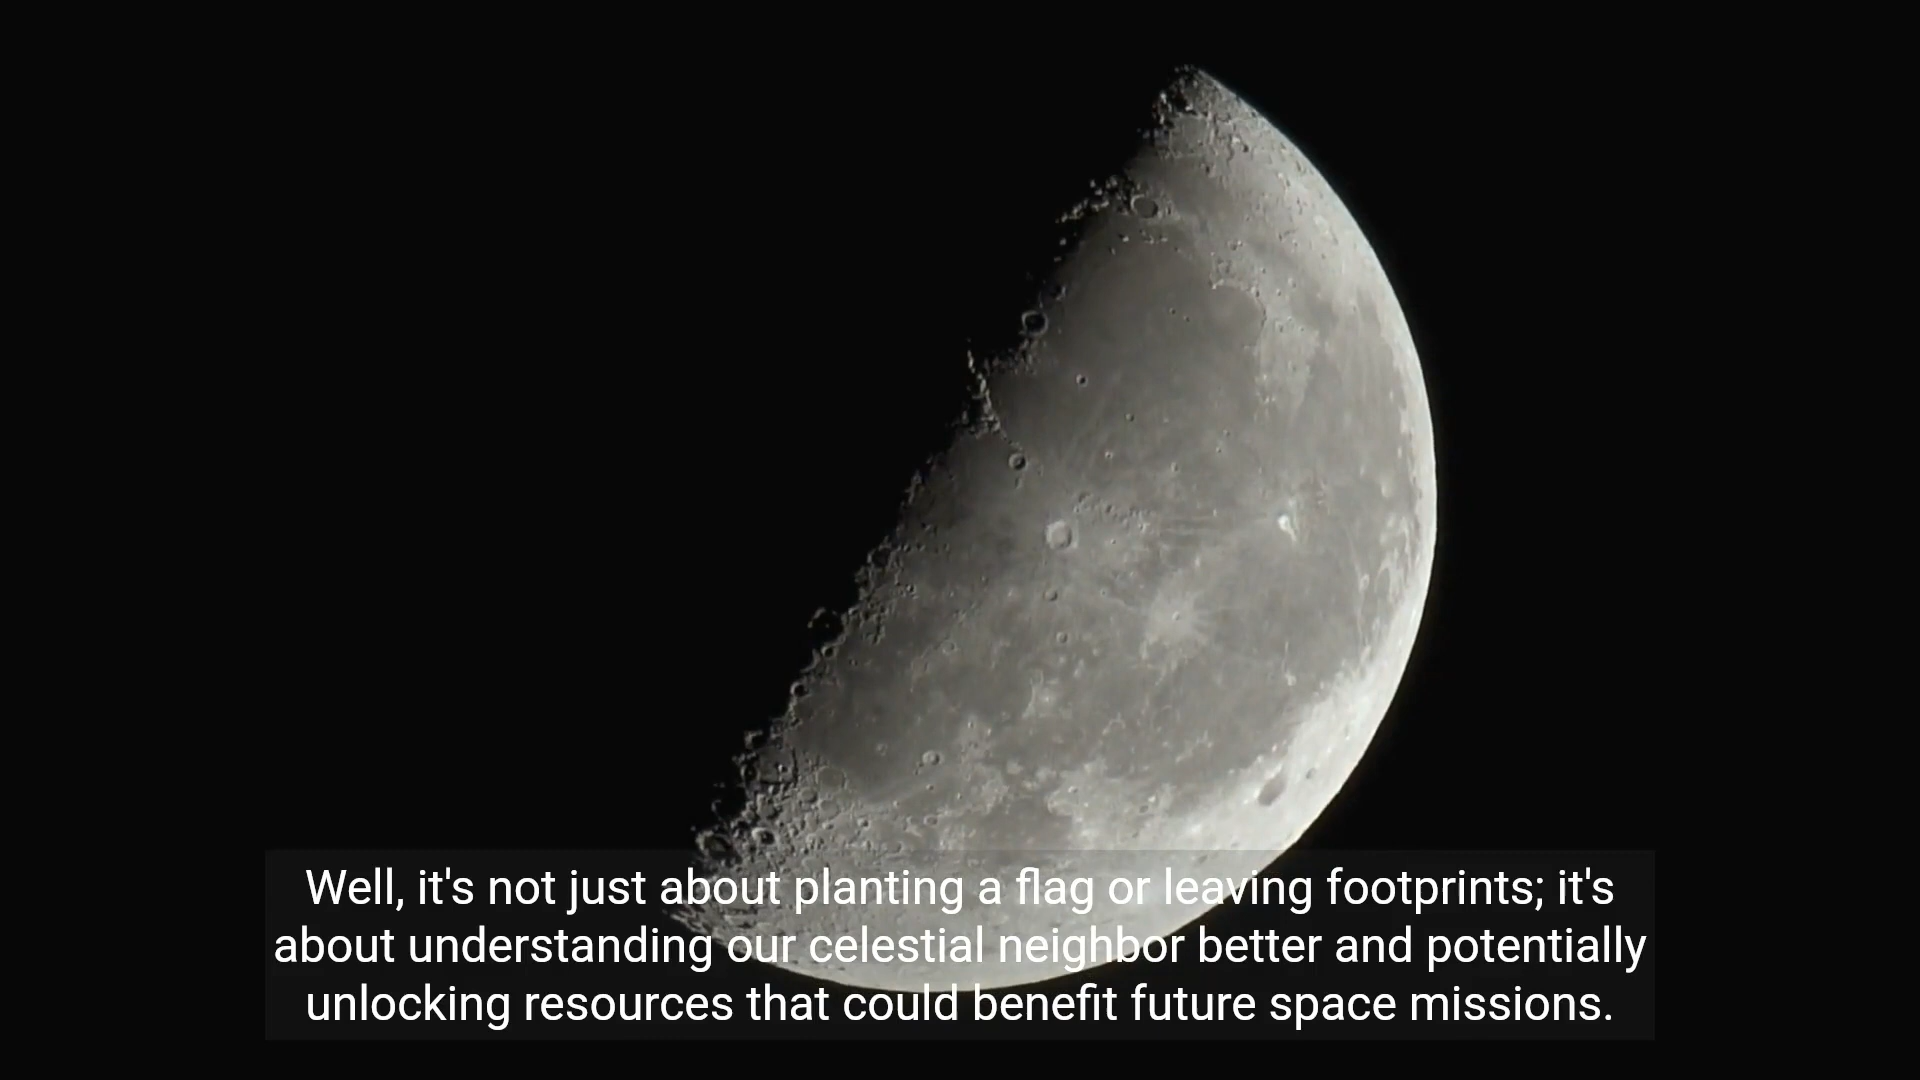 Well, it's not just about planting a flag or leaving footprints; it's
about understanding our celestial neighbor better and potentially
unlocking resources that could benefit future space missions.